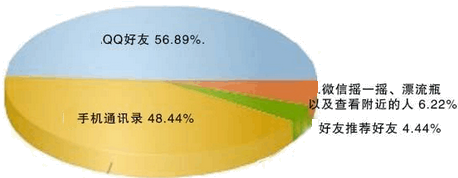 .QQ好友 56.89%.
.微信摇一摇、漂流瓶
以及查看附近的人 6.22%
手机通讯录 48.44%
好友推荐好友 4.44%